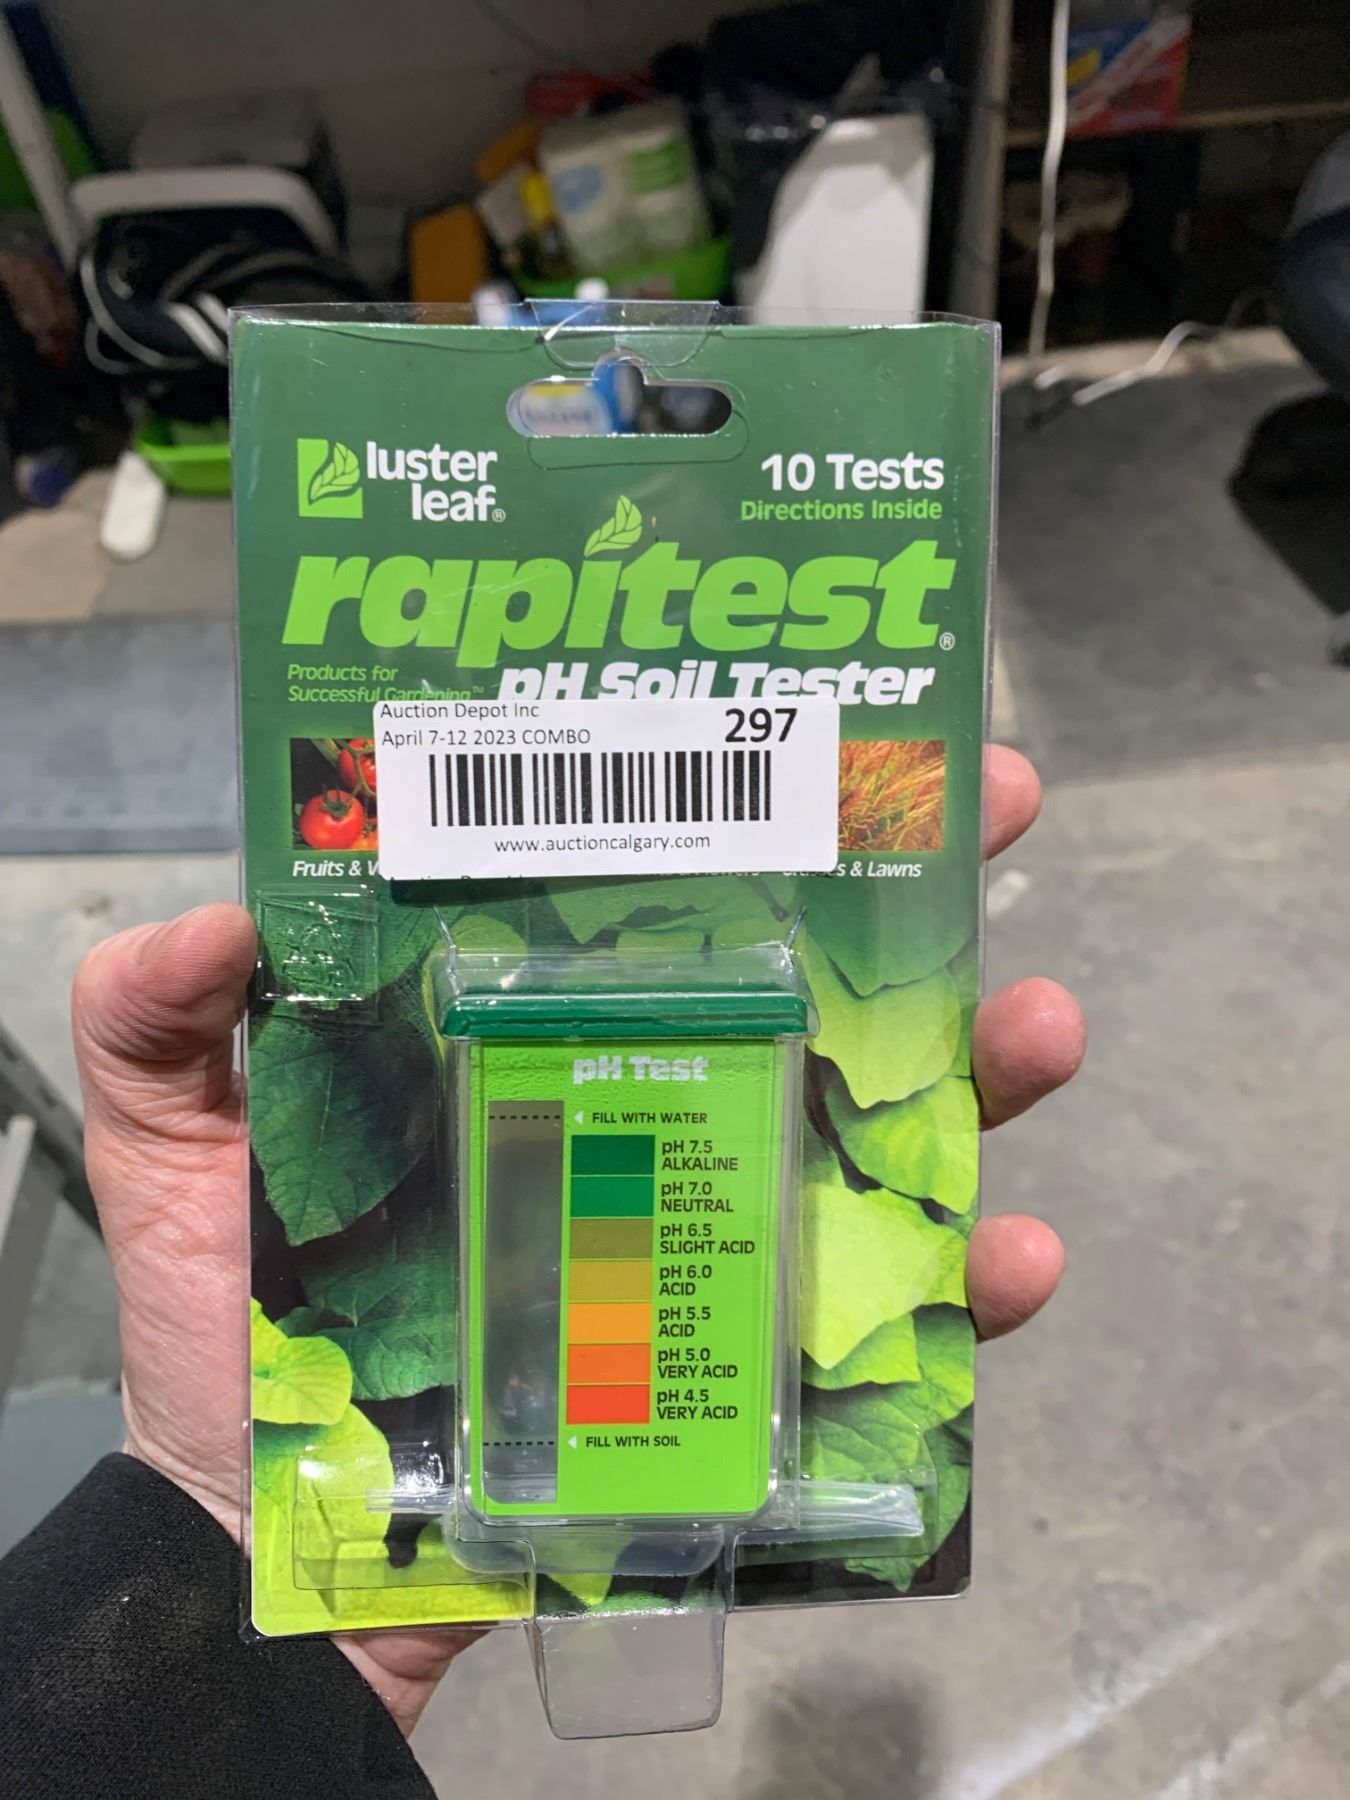 luster
leaf®
10 Tests
Directions Inside
rapitest®
Products for
Successful Gardening™
pH Soil Tester
Auction Depot Inc
April 7-12 2023 COMBO
297
www.auctioncalgary.com
Fruits &
& Lawns
pH Test
FILL WITH WATER
pH 7.5
ALKALINE
pH 7.0
NEUTRAL
pH 6.5
SLIGHT ACID
pH 6.0
ACID
pH 5.5
ACID
pH 5.0
VERY ACID
pH 4.5
VERY ACID
FILL WITH SOIL